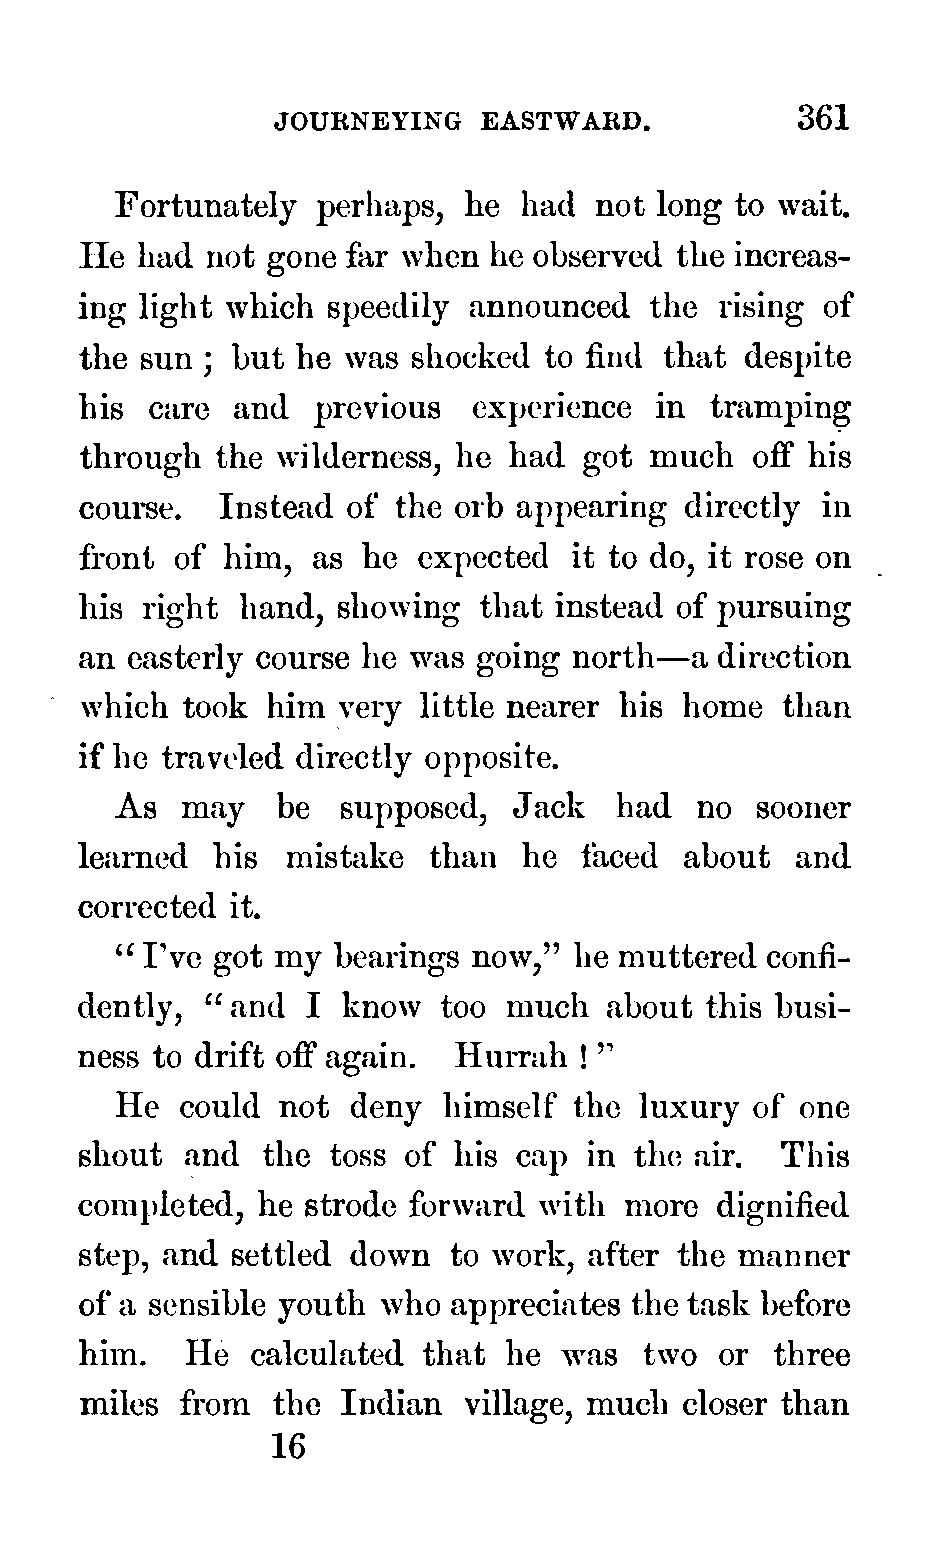 JOURNEYING EASTWARD. 361
Fortunately perhaps, he had not long to wait.
He had not gone far when he observed the increas-
ing light which speedily announced the rising of
the sun ; but he was shocked to find that despite
his care and previous experience in tramping
through the wilderness, he had got much off his
course. Instead of the orb appearing directly in
front of him, as he expected it to do, it rose on
his right hand, showing that instead of pursuing
an easterly course he was going north—a direction
which took him very little nearer his home than
if he traveled directly opposite.
As may be supposed, Jack had no sooner
learned his mistake than he faced about and
corrected it.
“ I’ve got my bearings now,” he muttered confi-
dently, “ and I know too much about this busi-
ness to drift off again. Hurrah ! ”
He could not deny himself the luxury of one
shout and the toss of his cap in the air. This
completed, he strode forward with more dignified
step, and settled down to work, after the manner
of a sensible youth who appreciates the task before
him. He calculated that he was two or three
miles from the Indian village, much closer than
16